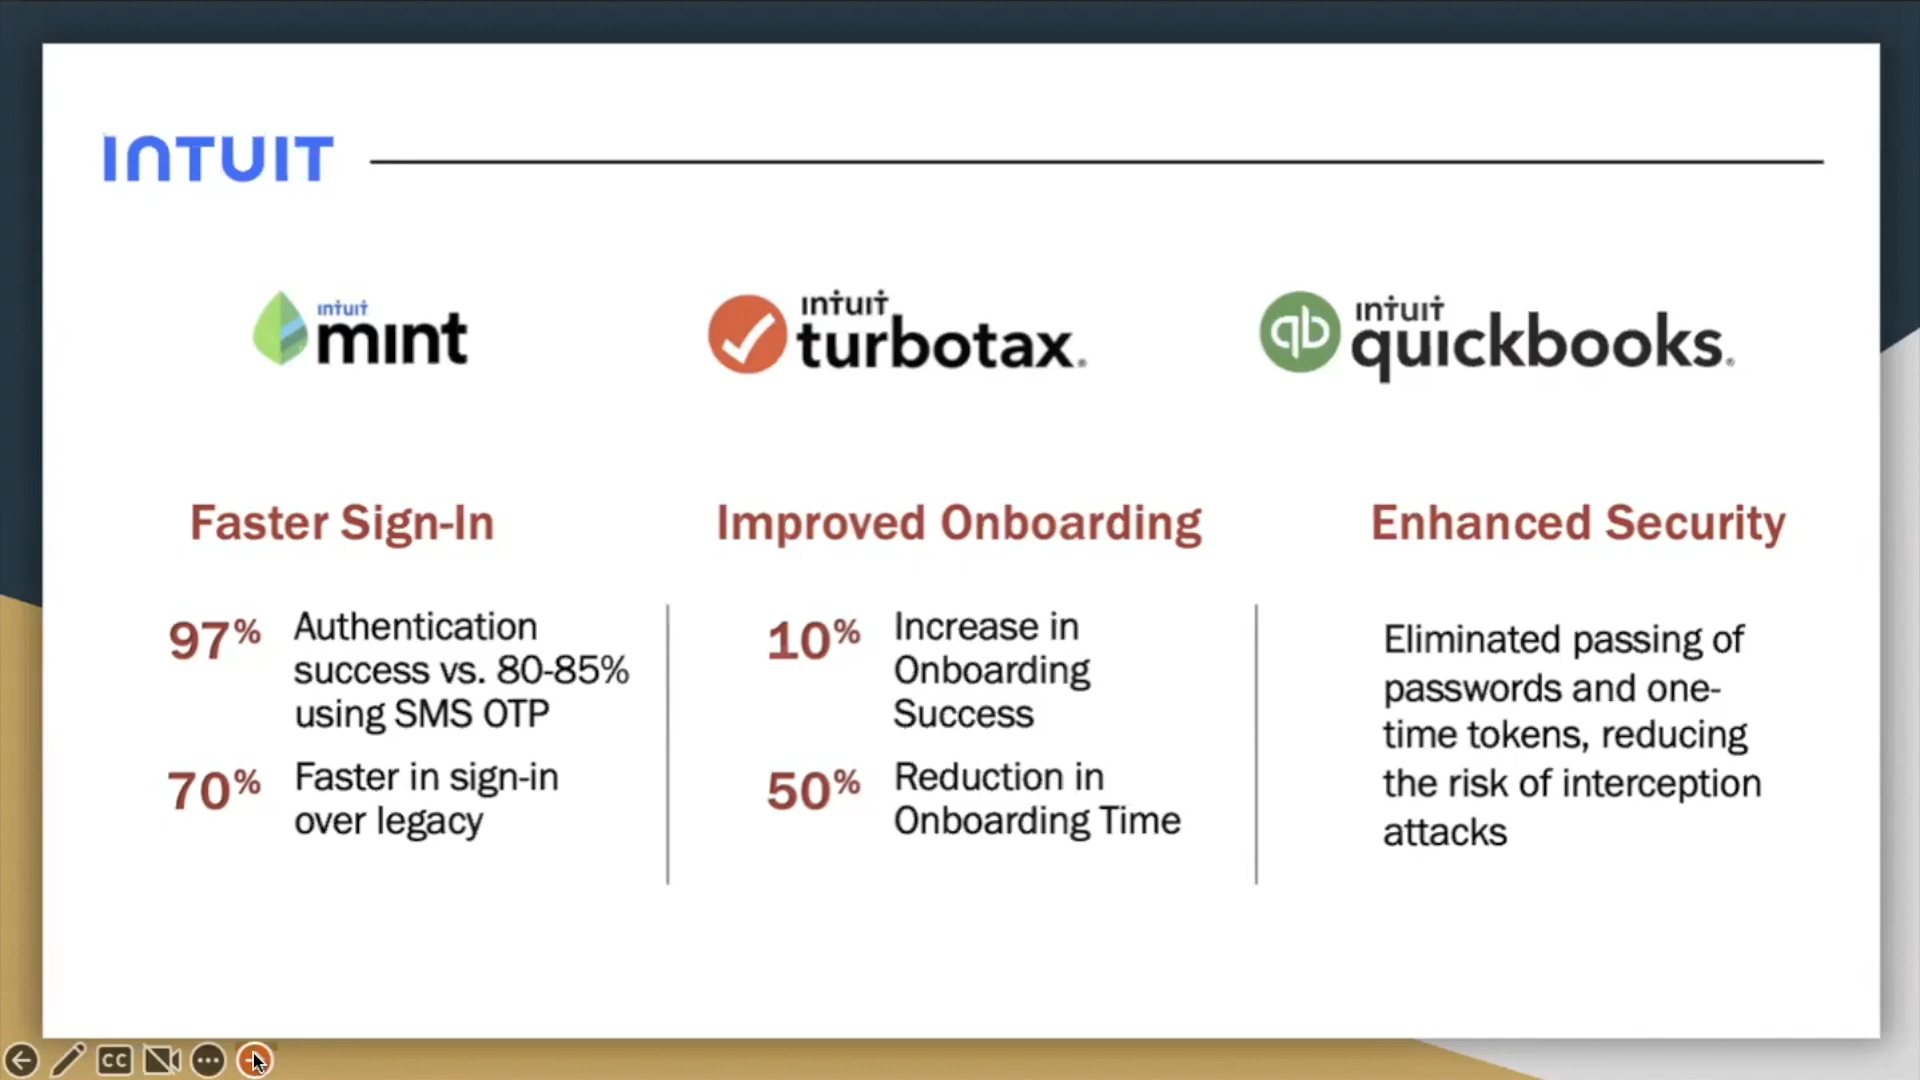 INTUIT
intuit
mint
intuit
turbotax.
intuit
qb
quickbooks.
Faster Sign-In
97%
Authentication
success vs. 80-85%
using SMS OTP
70%
Faster in sign-in
over legacy
Improved Onboarding
10%
Increase in
Onboarding
Success
50%
Reduction in
Onboarding Time
Enhanced Security
Eliminated passing of
passwords and one-
time tokens, reducing
the risk of interception
attacks
CC